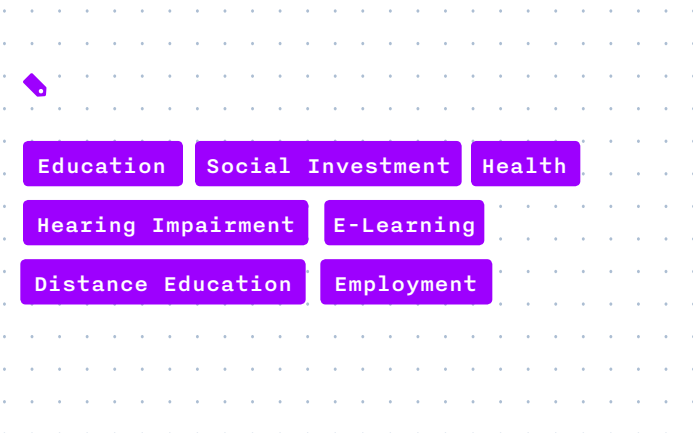 Education Social Investment Health
Hearing Impairment E-Learning
Distance Education Employment